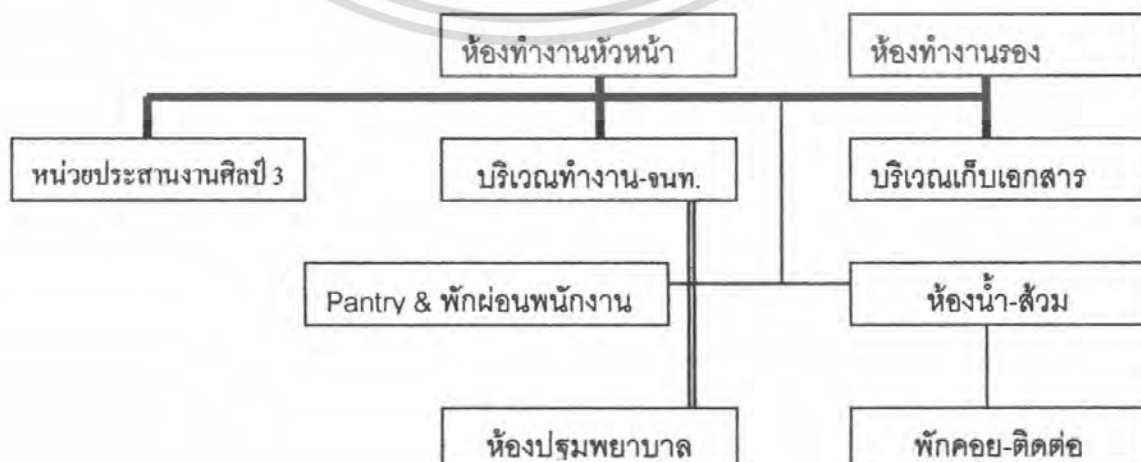 ห้องทำงานหัวหน้า
ห้องทำงานรอง
หน่วยประสานงานศิลป์ 3
บริเวณทำงาน-จนท.
บริเวณเก็บเอกสาร
Pantry & พักผ่อนพนักงาน
ห้องน้ำ-ส้วม
ห้องปฐมพยาบาล
พักคอย-ติดต่อ